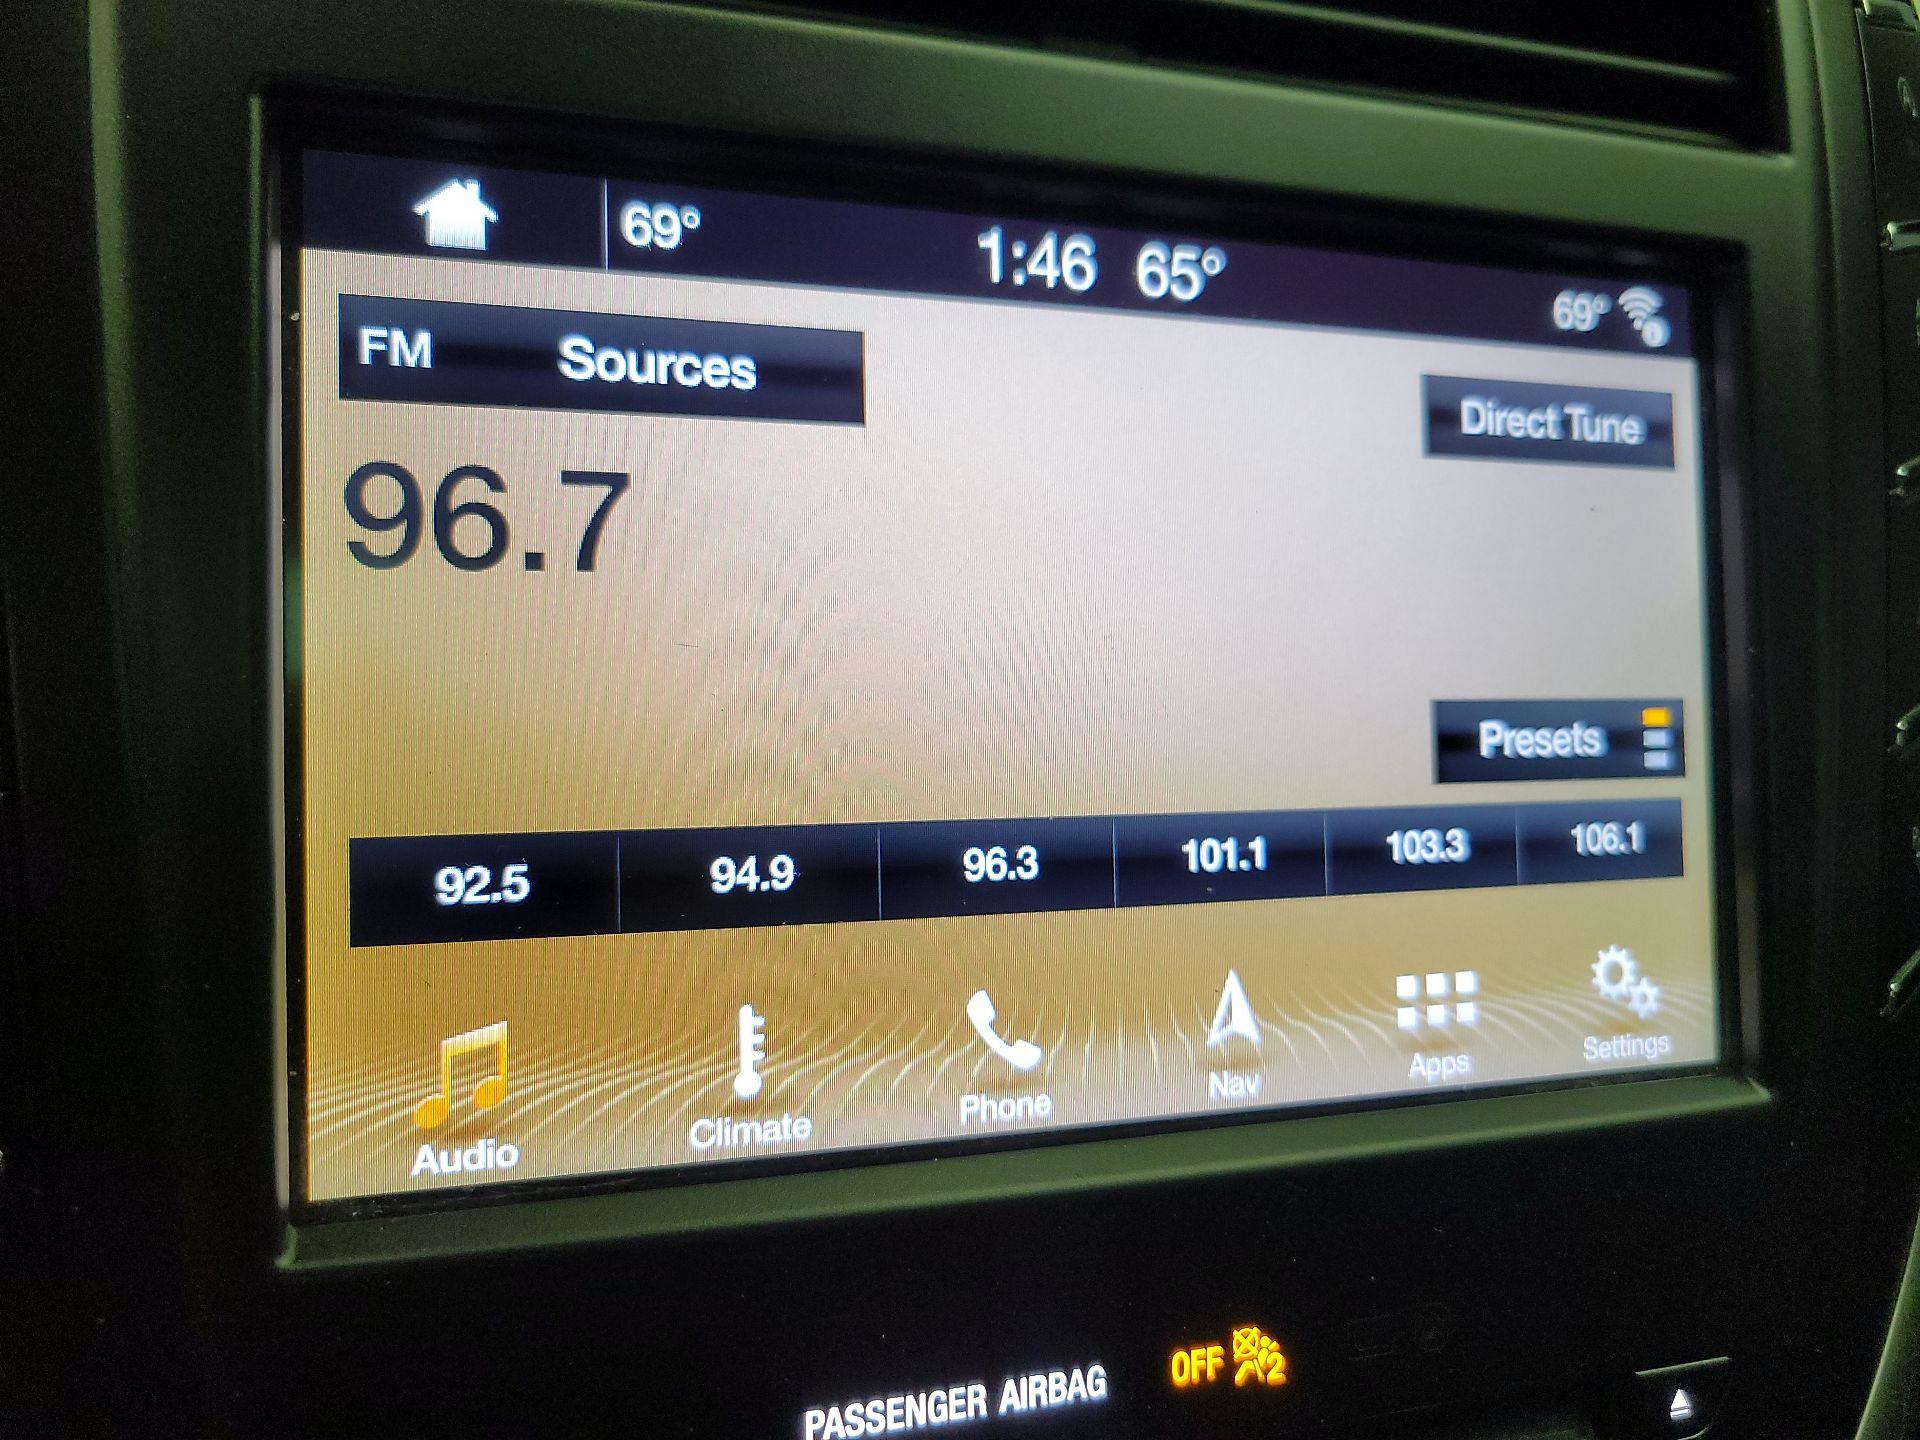 69° 1:46 65° 69°
FM Sources
Direct Tune
96.7
Presets
92.5 94.9 96.3 101.1 103.3 106.1
Audio Climate Phone Nav Apps Settings
PASSENGER AIRBAG OFF 2